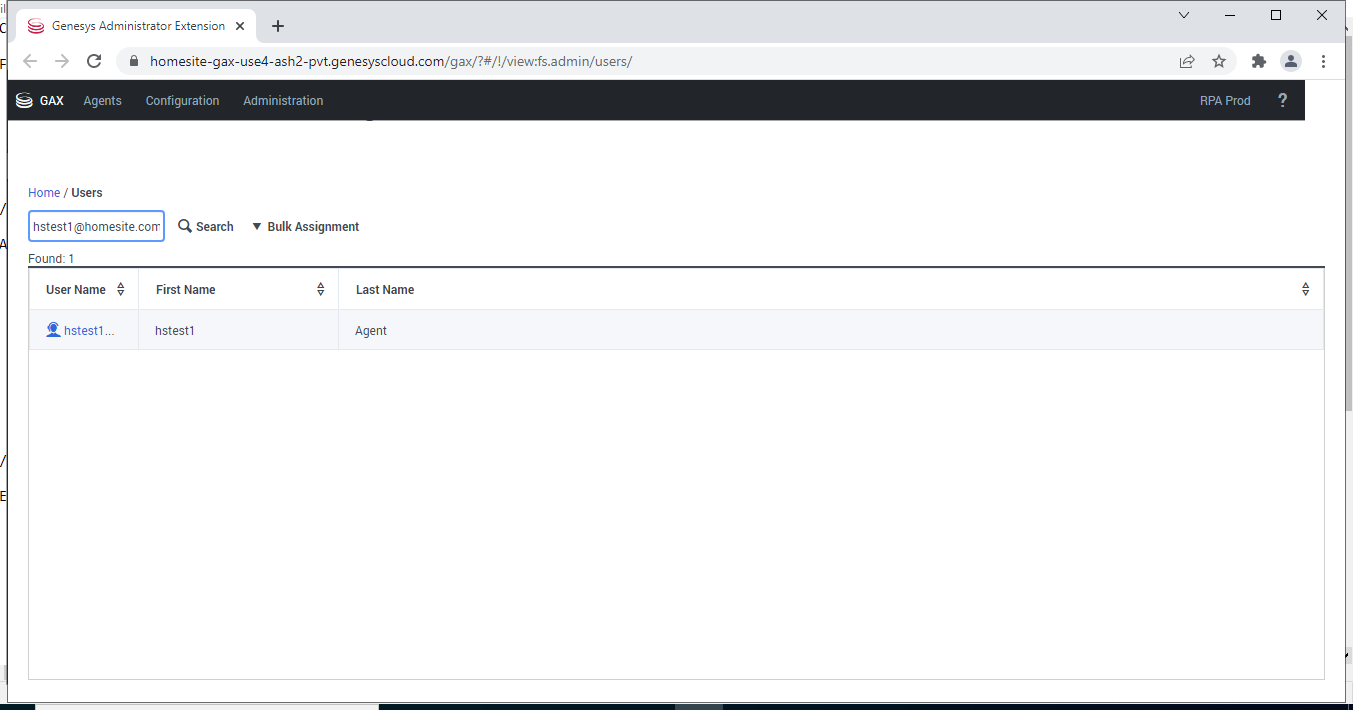 Genesys Administrator Extension
homesite-gax-use4-ash2-pvt.genesyscloud.com/gax/?#/!/view:fs.admin/users/
GAX Agents Configuration Administration RPA Prod ?
Home / Users
hstest1@homesite.com Search Bulk Assignment
Found: 1
User Name First Name Last Name
hstest1... hstest1 Agent